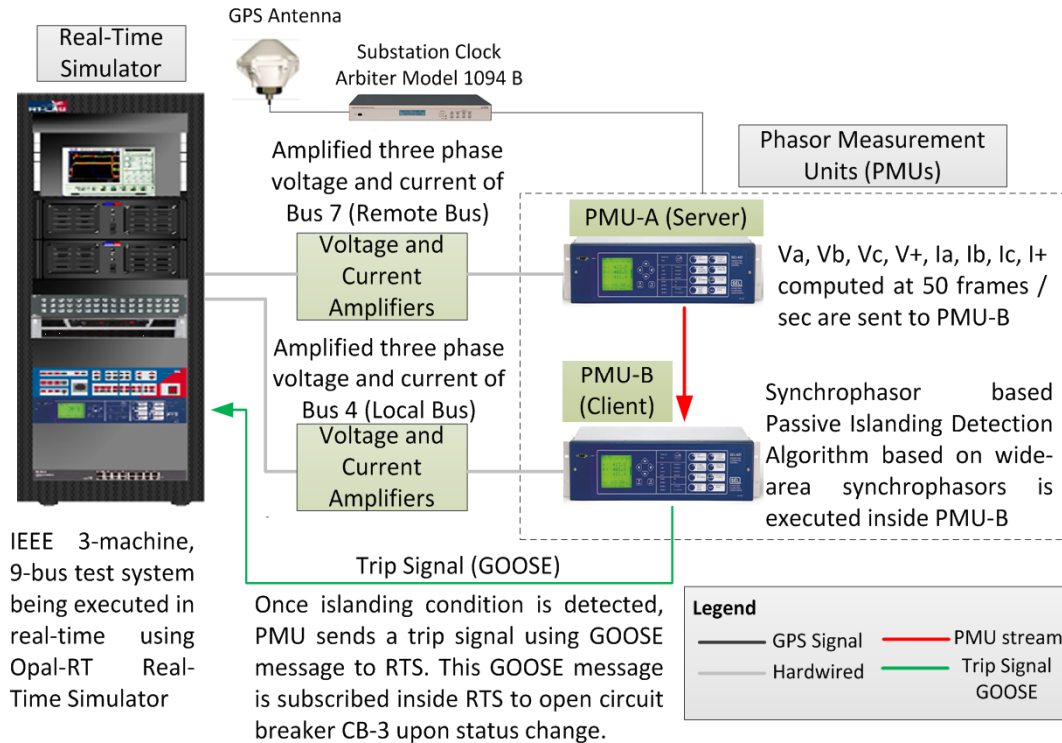 GPS Antenna
Real-Time
Simulator
Substation Clock
Arbiter Model 1094 B
Phasor Measurement
Units (PMUs)
Amplified three phase
voltage and current of
Bus 7 (Remote Bus)
PMU-A (Server)
Voltage and
Current
Amplifiers
Va, Vb, Vc, V+, Ia, Ib, Ic, I+
computed at 50 frames /
sec are sent to PMU-B
Amplified three phase
voltage and current of
Bus 4 (Local Bus)
PMU-B
(Client)
Voltage and
Current
Amplifiers
Synchrophasor based
Passive Islanding Detection
Algorithm based on wide-
area synchrophasors is
executed inside PMU-B
IEEE 3-machine,
9-bus test system
being executed in
real-time using
Opal-RT Real-
Time Simulator
Trip Signal (GOOSE)
Once islanding condition is detected,
PMU sends a trip signal using GOOSE
message to RTS. This GOOSE message
is subscribed inside RTS to open circuit
breaker CB-3 upon status change.
Legend
GPS Signal
PMU stream
Hardwired
Trip Signal
GOOSE